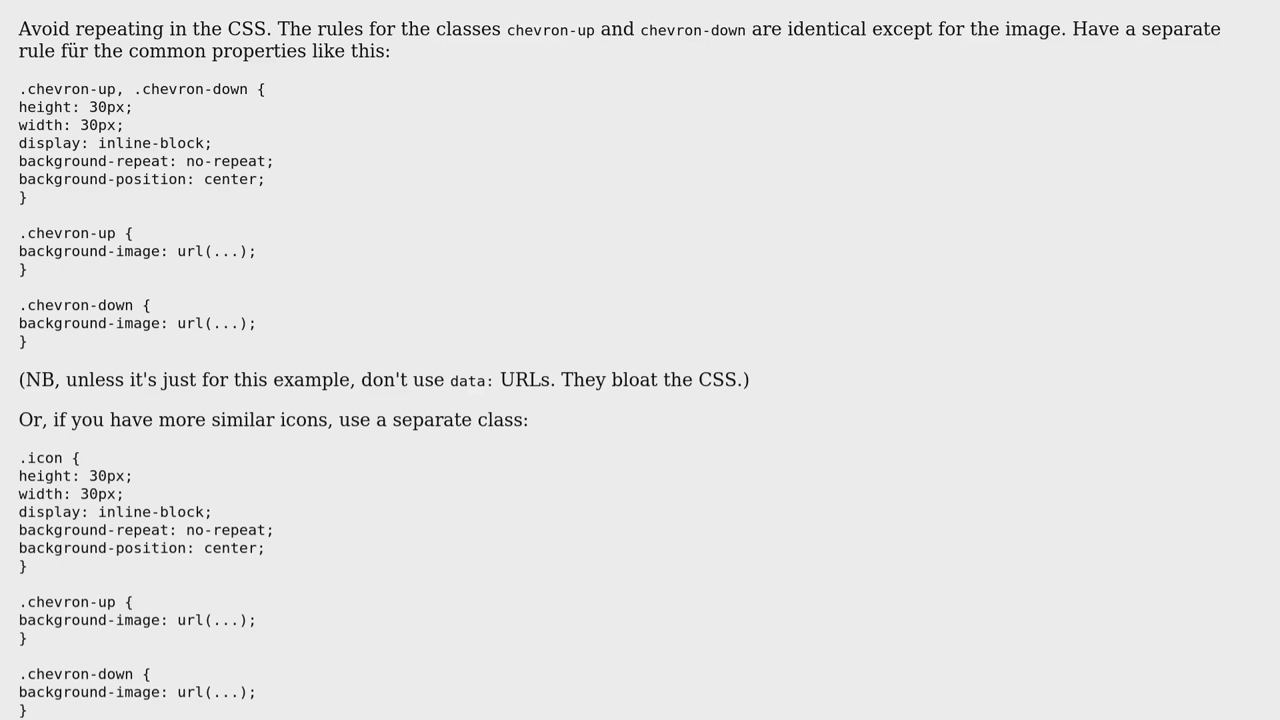 Avoid repeating in the CSS. The rules for the classes chevron-up and chevron-down are identical except for the image. Have a separate
rule für the common properties like this:
.chevron-up, .chevron-down {
height: 30px;
width: 30px;
display: inline-block;
background-repeat: no-repeat;
background-position: center;
}
.chevron-up {
background-image: url(...);
}
.chevron-down {
background-image: url(...);
}
(NB, unless it's just for this example, don't use data: URLs. They bloat the CSS.)
Or, if you have more similar icons, use a separate class:
.icon {
height: 30px;
width: 30px;
display: inline-block;
background-repeat: no-repeat;
background-position: center;
}
.chevron-up {
background-image: url(...);
}
.chevron-down {
background-image: url(...);
}